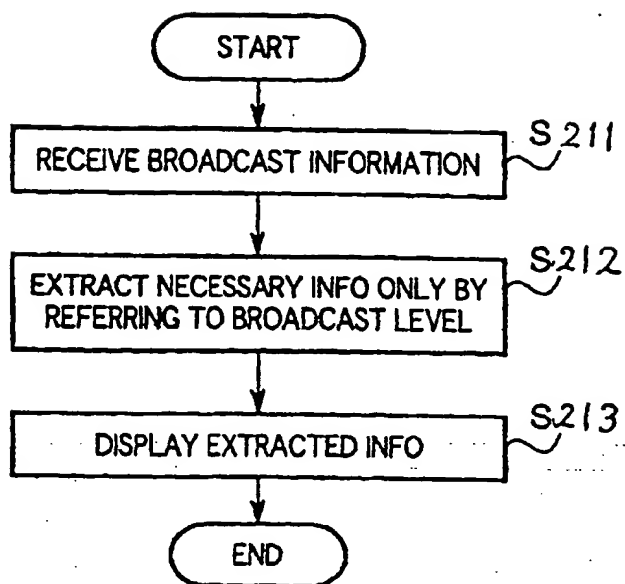 START
RECEIVE BROADCAST INFORMATION
S211
EXTRACT NECESSARY INFO ONLY BY
REFERRING TO BROADCAST LEVEL
S212
DISPLAY EXTRACTED INFO
S213
END